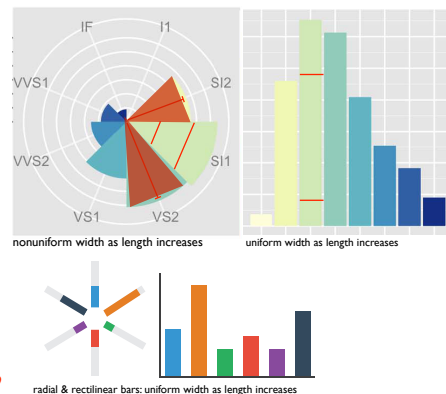 IF
I1
VVS1
SI2
VVS2
SI1
VS1
VS2
nonuniform width as length increases
uniform width as length increases
radial & rectilinear bars: uniform width as length increases